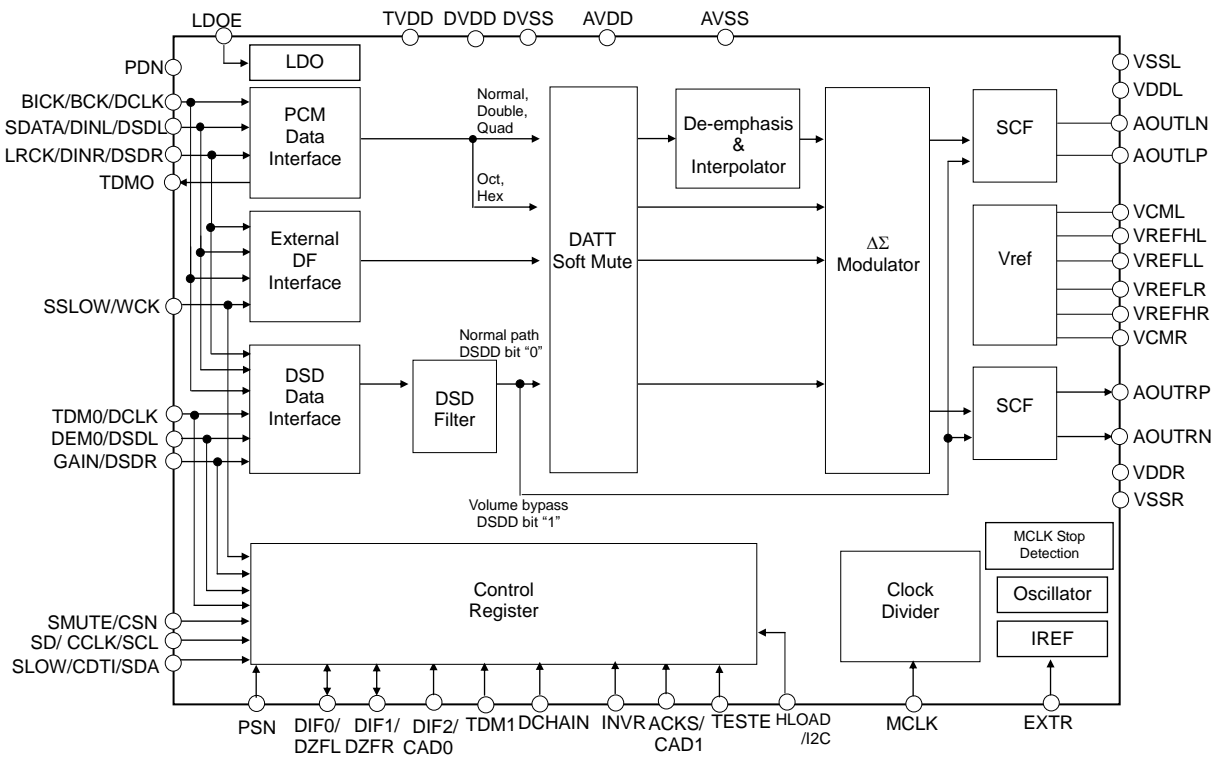 LDOE
TVDD
DVDD
DVSS
AVDD
AVSS
PDN
BICK/BCK/DCLK
SDATA/DINL/DSDL
LRCK/DINR/DSDR
TDMO
SSLOW/WCK
TDM0/DCLK
DEM0/DSDL
GAIN/DSDR
SMUTE/CSN
SD/ CCLK/SCL
SLOW/CDTI/SDA
LDO
PCM
Data
Interface
External
DF
Interface
DSD
Data
Interface
Normal,
Double,
Quad
Oct,
Hex
Normal path
DSDD bit “0”
DSD
Filter
Volume bypass
DSDD bit “1”
DATT
Soft Mute
De-emphasis
&
Interpolator
ΔΣ
Modulator
SCF
Vref
SCF
VSSL
VDDL
AOUTLN
AOUTLP
VCML
VREFHL
VREFLL
VREFLR
VREFHR
VCMR
AOUTRP
AOUTRN
VDDR
VSSR
Control
Register
Clock
Divider
MCLK Stop
Detection
Oscillator
IREF
PSN
DIF0/
DZFL
DIF1/
DZFR
DIF2/
CAD0
TDM1
DCHAIN
INVR
ACKS/
CAD1
TESTE
HLOAD
/I2C
MCLK
EXTR